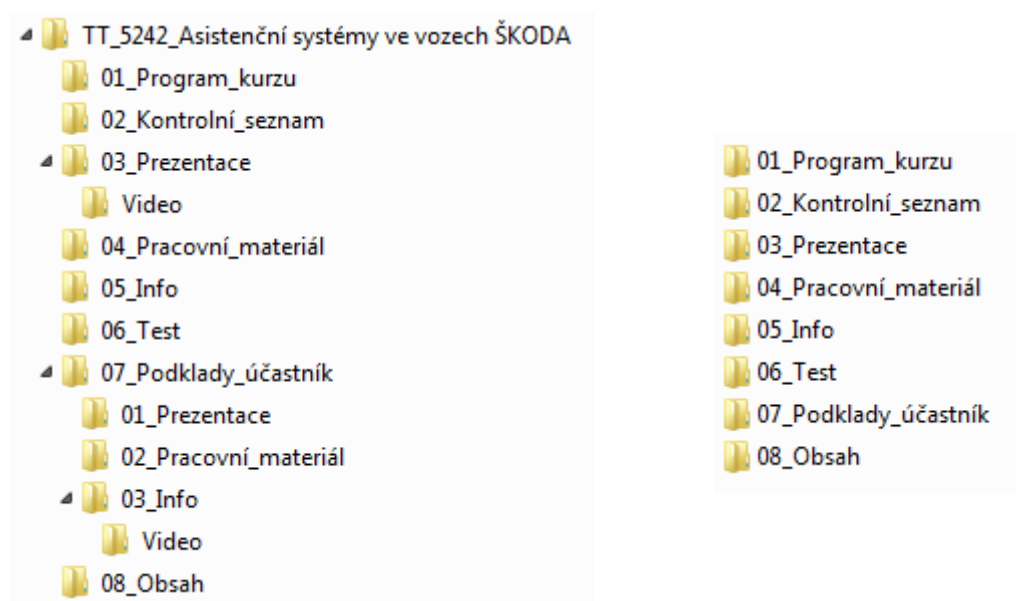 TT_5242_Asistenční systémy ve vozech ŠKODA
01_Program_kurzu
02_Kontrolní_seznam
03_Prezentace
Video
04_Pracovní_materiál
05_Info
06_Test
07_Podklady_účastník
01_Prezentace
02_Pracovní_materiál
03_Info
Video
08_Obsah
01_Program_kurzu
02_Kontrolní_seznam
03_Prezentace
04_Pracovní_materiál
05_Info
06_Test
07_Podklady_účastník
08_Obsah